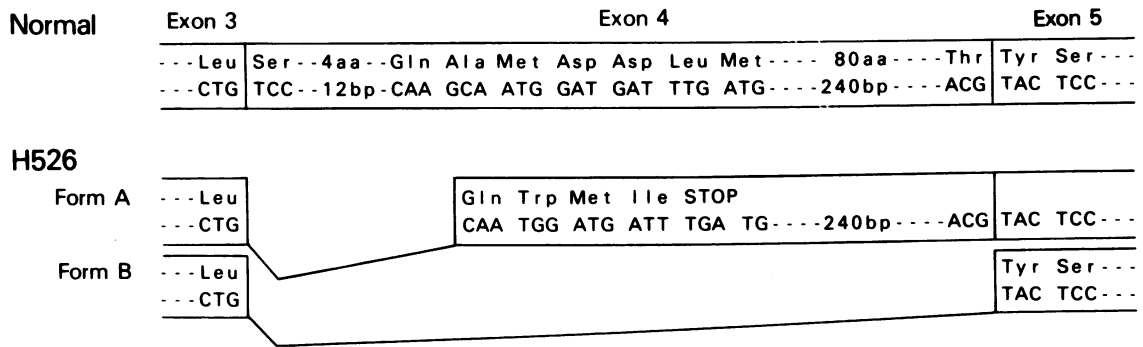 Normal Exon 3 Exon 4 Exon 5
- - - Leu Ser--4aa--Gln Ala Met Asp Asp Leu Met---- 80aa----Thr Tyr Ser---
- - - CTG TCC--12bp-CAA GCA ATG GAT GAT TTG ATG----240bp----ACG TAC TCC---
H526
Form A - - - Leu Gln Trp Met Ile STOP
- - - CTG CAA TGG ATG ATT TGA TG----240bp----ACG TAC TCC---
Form B - - - Leu Tyr Ser---
- - - CTG TAC TCC---